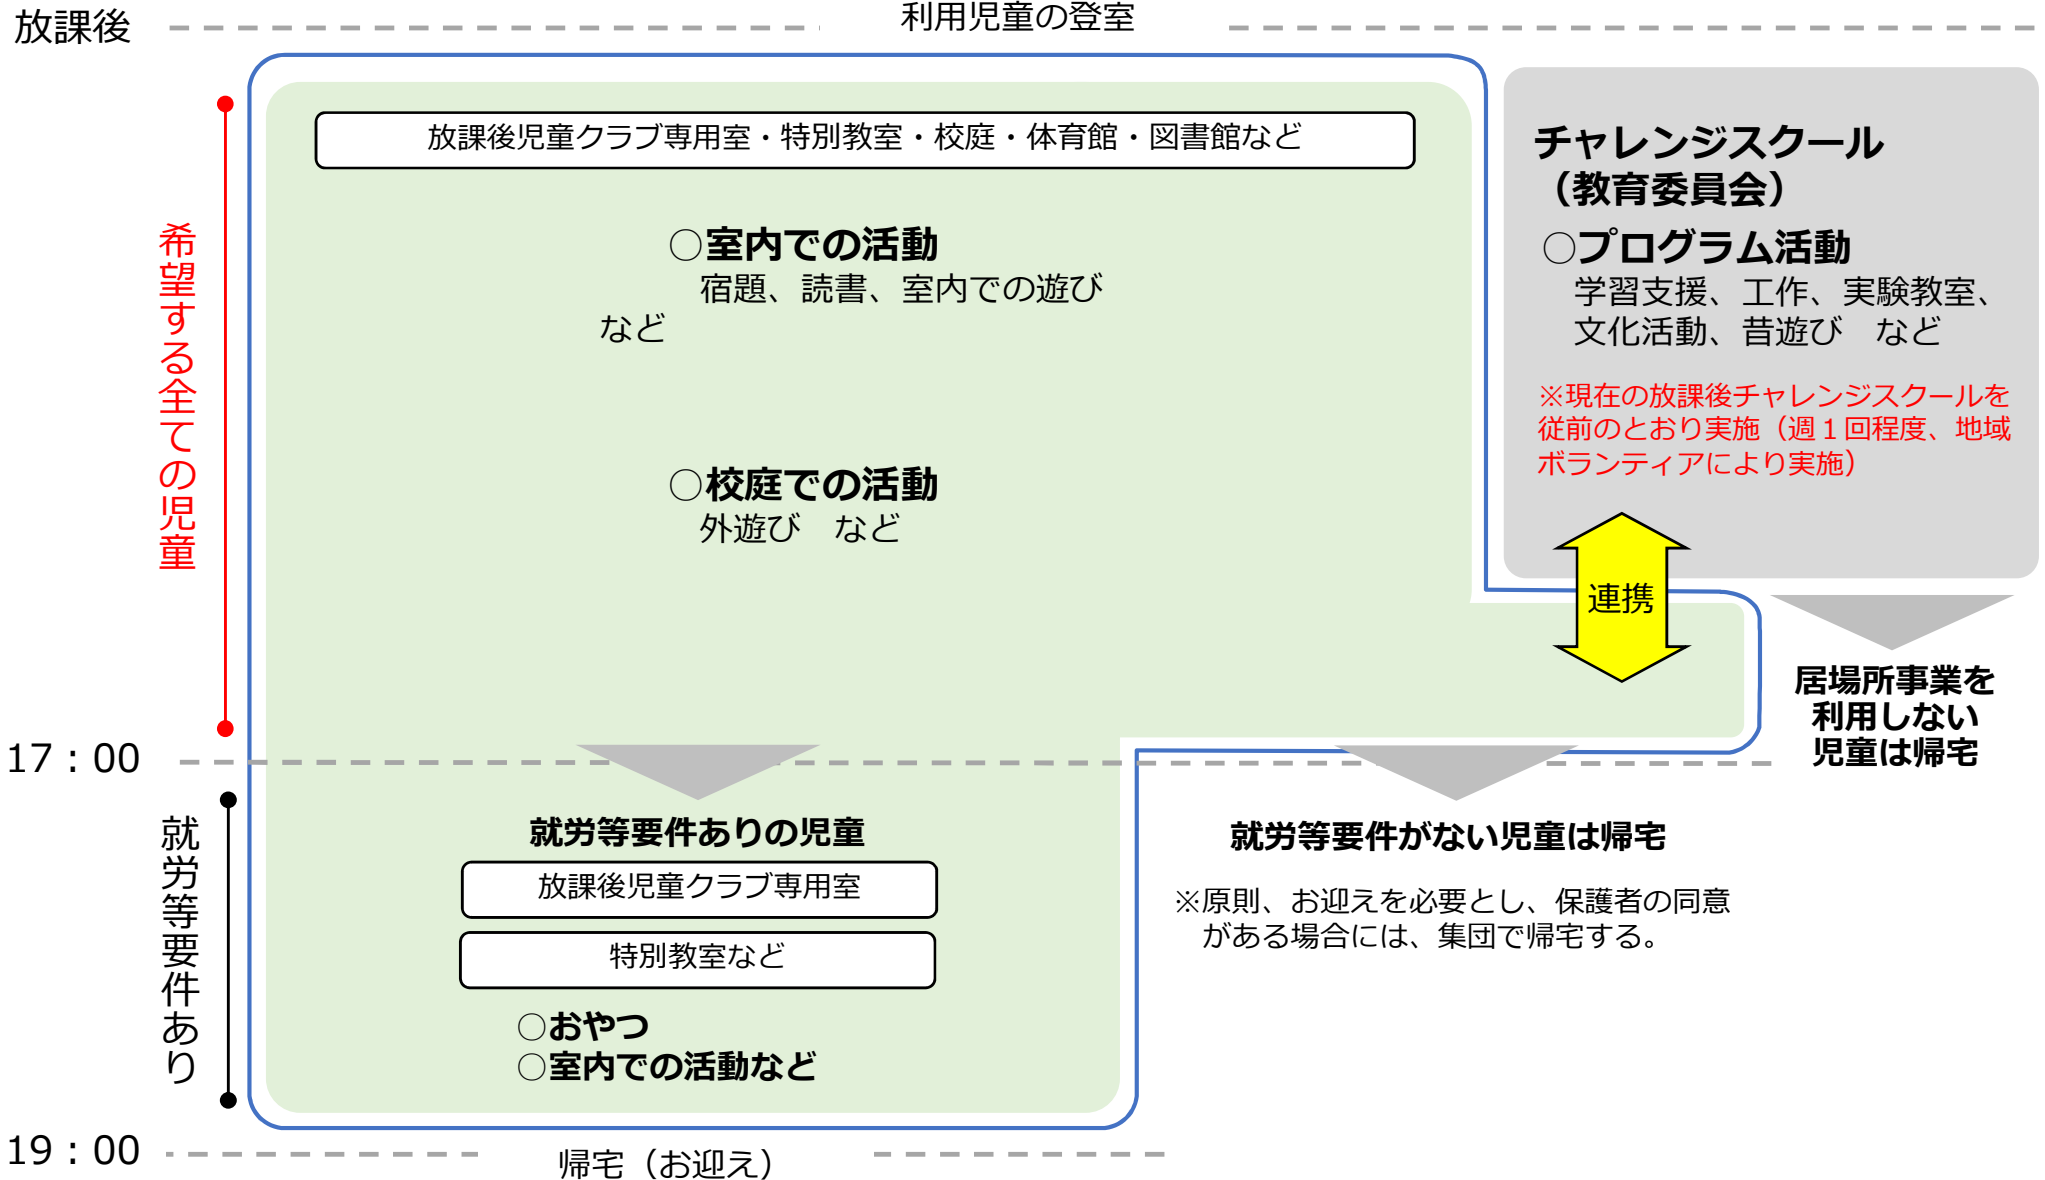 放課後
利用児童の登室
希望する全ての児童
放課後児童クラブ専用室・特別教室・校庭・体育館・図書館など
○室内での活動
宿題、読書、室内での遊び
など
○校庭での活動
外遊び　など
チャレンジスクール
（教育委員会）
○プログラム活動
学習支援、工作、実験教室、
文化活動、昔遊び　など
※現在の放課後チャレンジスクールを
従前のとおり実施（週１回程度、地域
ボランティアにより実施）
連携
居場所事業を
利用しない
児童は帰宅
17：00
就労等要件あり
就労等要件ありの児童
放課後児童クラブ専用室
特別教室など
○おやつ
○室内での活動など
就労等要件がない児童は帰宅
※原則、お迎えを必要とし、保護者の同意
がある場合には、集団で帰宅する。
19：00
帰宅（お迎え）